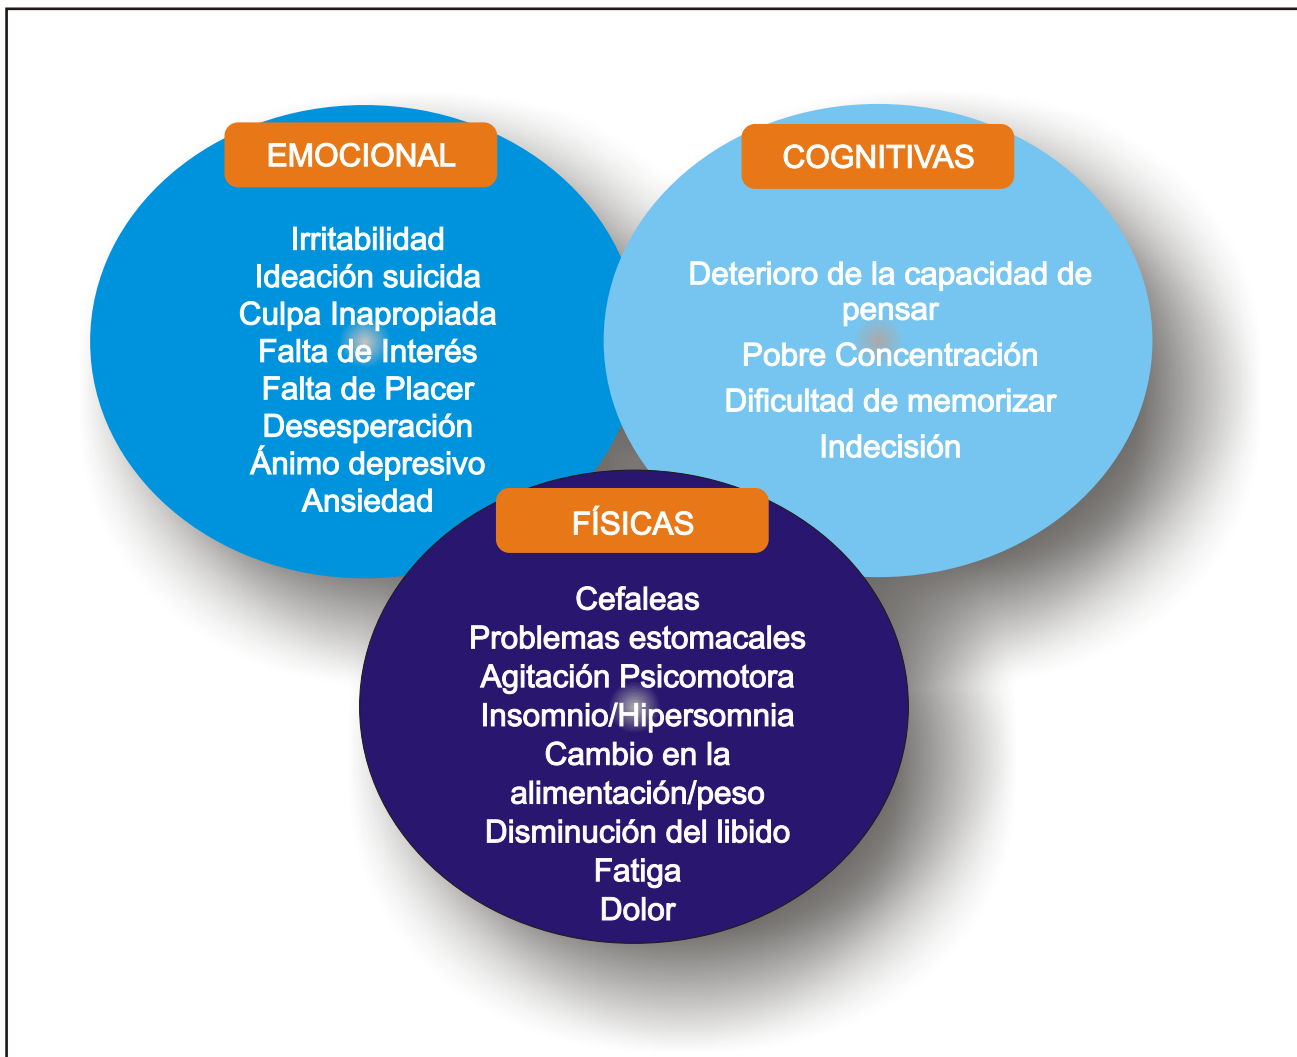 EMOCIONAL
Irritabilidad
Ideación suicida
Culpa Inapropiada
Falta de Interés
Falta de Placer
Desesperación
Ánimo depresivo
Ansiedad
COGNITIVAS
Deterioro de la capacidad de
pensar
Pobre Concentración
Dificultad de memorizar
Indecisión
FÍSICAS
Cefaleas
Problemas estomacales
Agitación Psicomotora
Insomnio/Hipersomnia
Cambio en la
alimentación/peso
Disminución del libido
Fatiga
Dolor